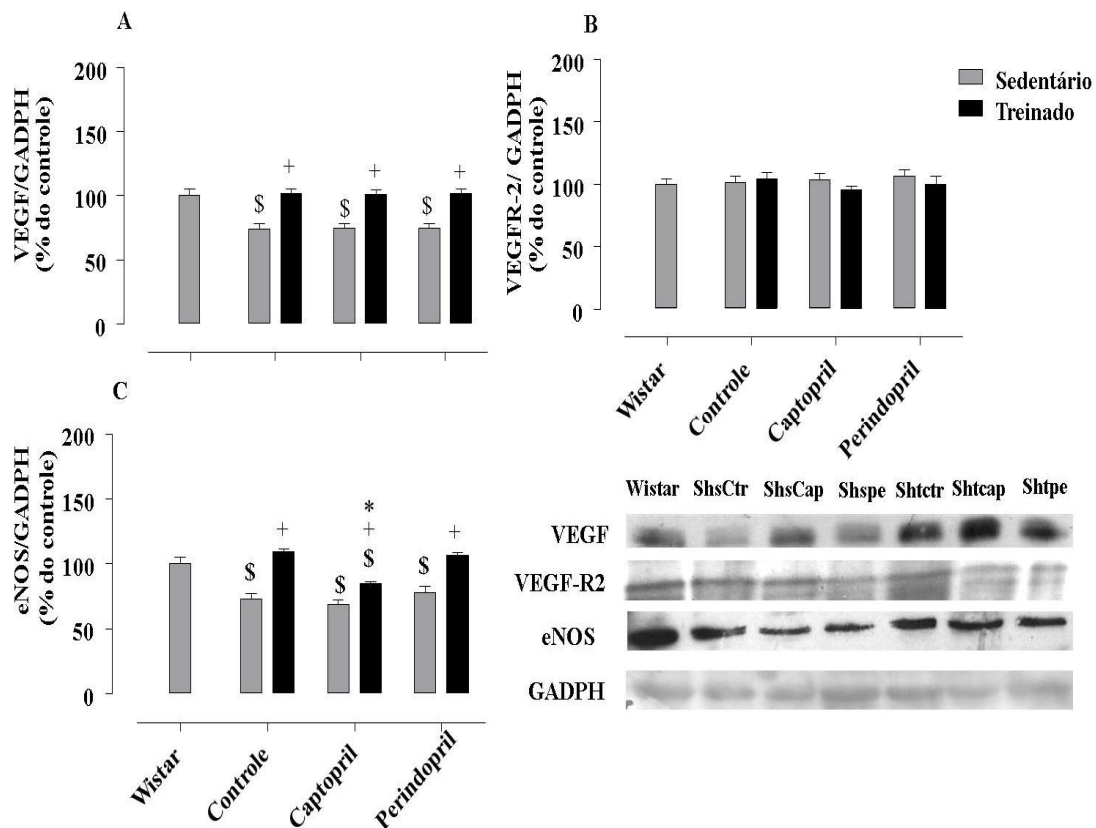 A
VEGF/GADPH
(% do controle)
200
150
100
50
0
$ + $ + $ +
B
VEGFR-2/ GADPH
(% do controle)
200
150
100
50
0
Sedentário
Treinado
Wistar Controle Captopril Perindopril
C
eNOS/GADPH
(% do controle)
200
150
100
50
0
*
+ + +
$ $ $ $
Wistar Controle Captopril Perindopril
Wistar ShsCtr ShsCap Shspe Shtctr Shtcap Shtpe
VEGF
VEGF-R2
eNOS
GADPH